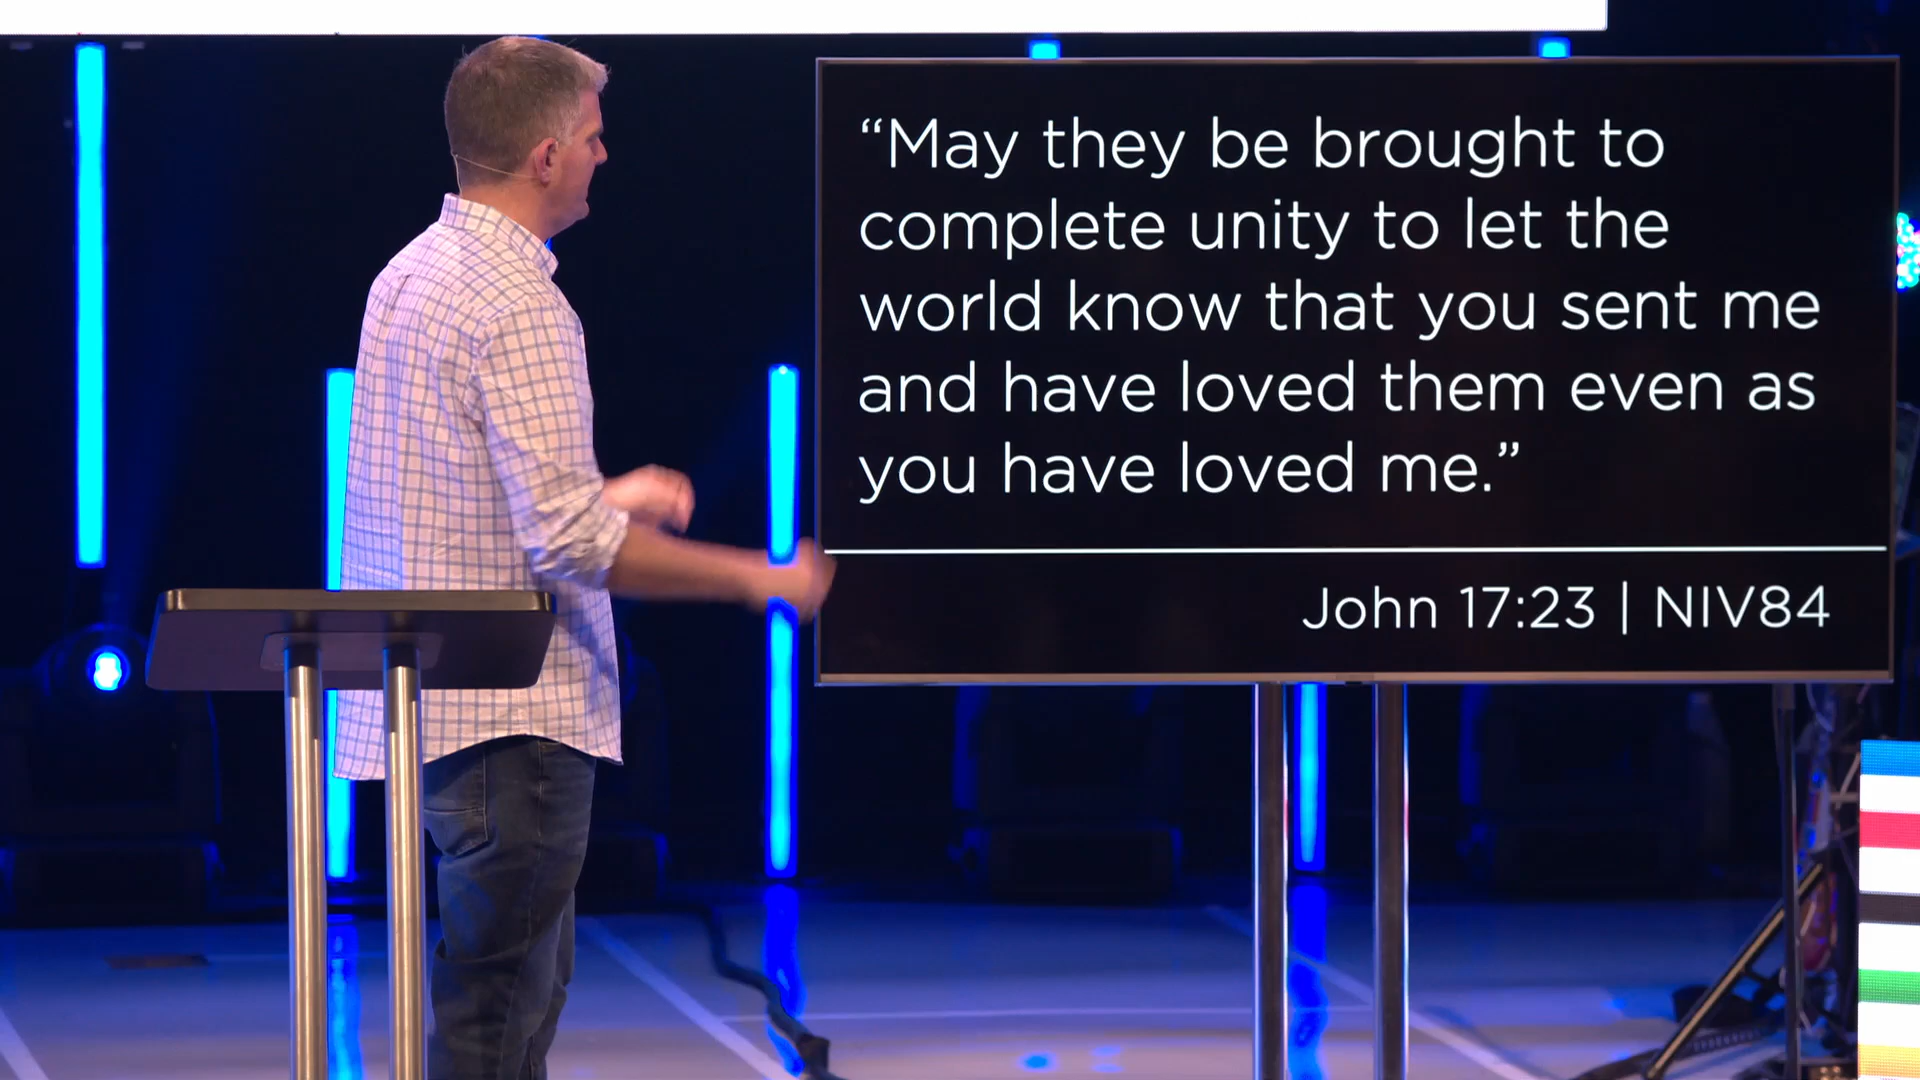 “May they be brought to
complete unity to let the
world know that you sent me
and have loved them even as
you have loved me.”
John 17:23 | NIV84